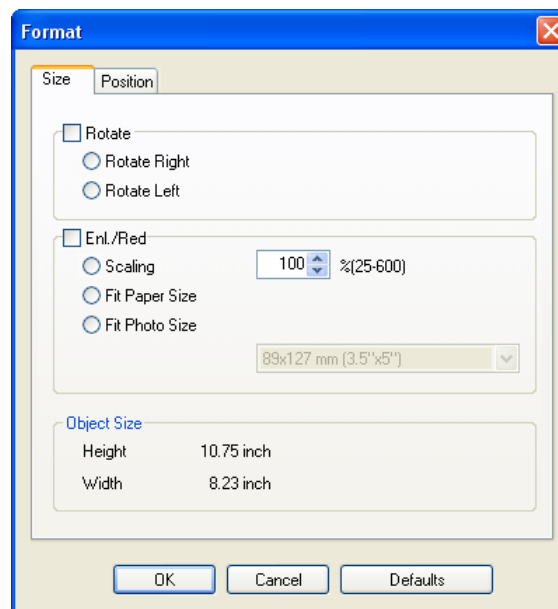 Format
Size Position
Rotate
Rotate Right
Rotate Left
Enl./Red
Scaling 100 %(25-600)
Fit Paper Size
Fit Photo Size
89x127 mm (3.5"x5")
Object Size
Height 10.75 inch
Width 8.23 inch
OK Cancel Defaults